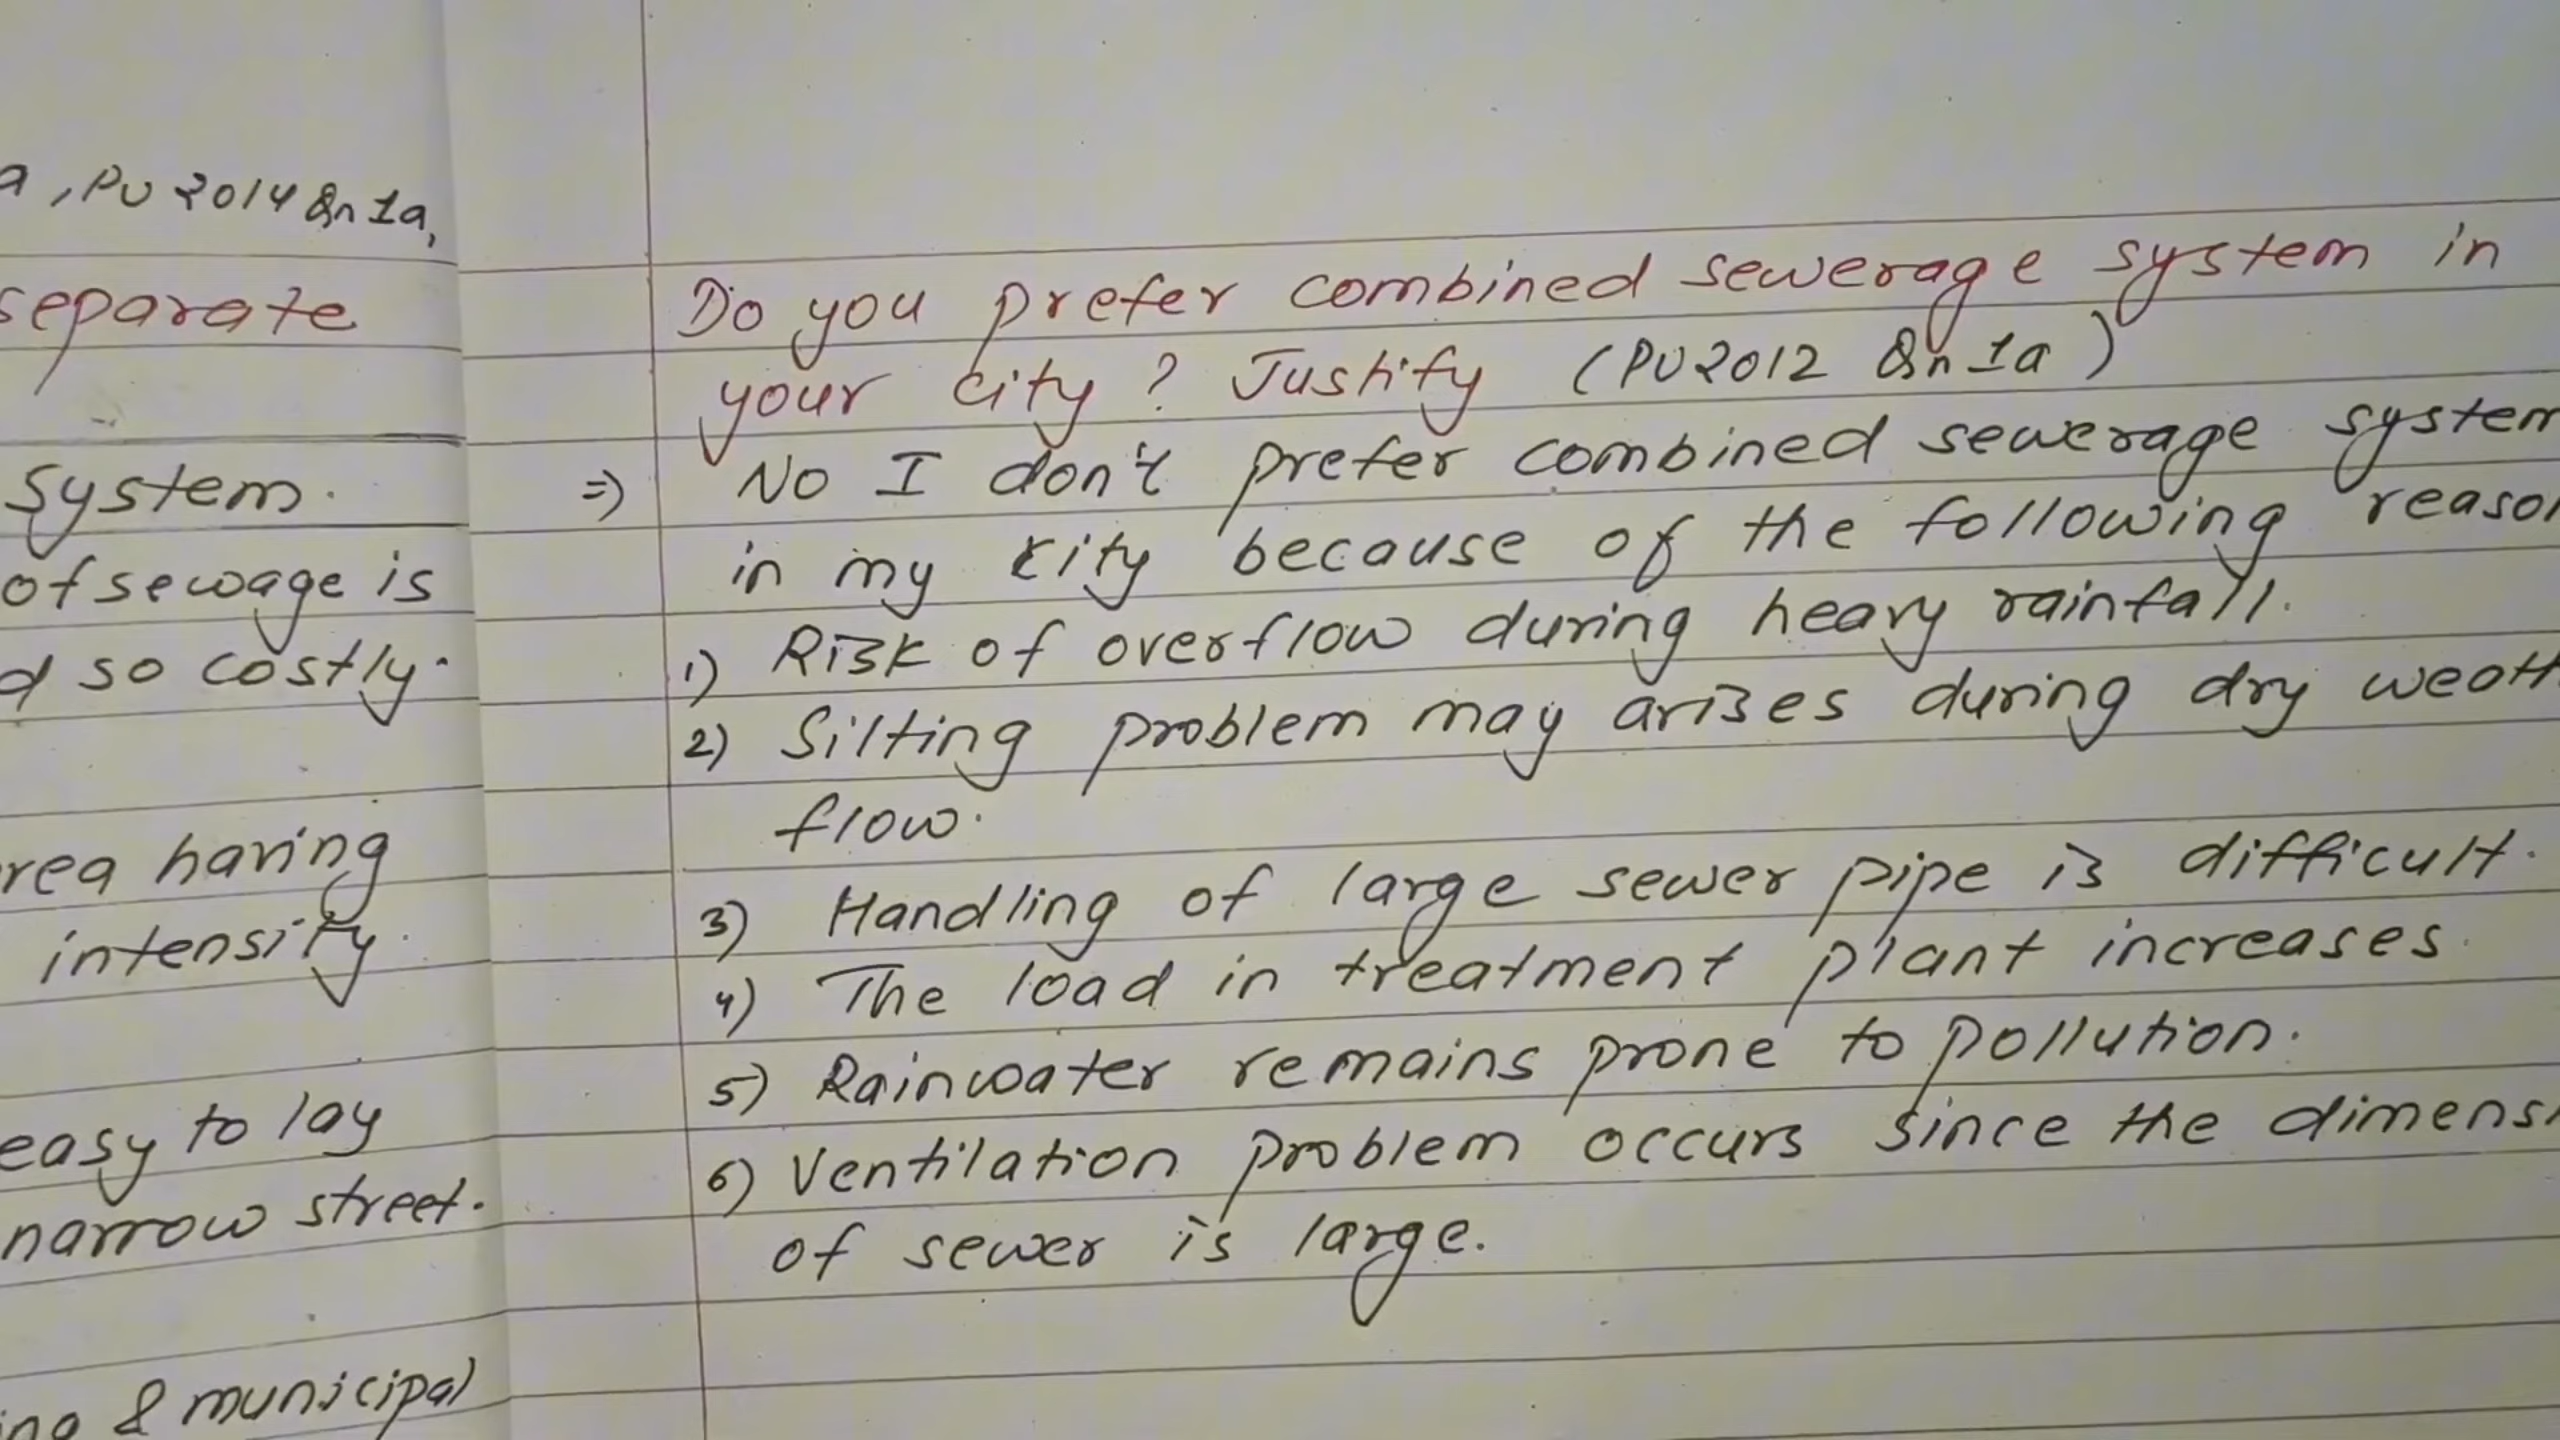 a, PU 2014 Qn 1a,
separate
system.
of sewage is
d so costly.
rea having
intensity.
easy to lay
narrow street.
ing & municipal
Do you prefer combined sewerage system in
your city? Justify (PU2012 Qn 1a)
=) No I don't prefer combined sewerage system
in my city because of the following reason
1) Risk of overflow during heavy rainfall.
2) Silting problem may arises during dry weath
flow.
3) Handling of large sewer pipe is difficult.
4) The load in treatment plant increases.
5) Rainwater remains prone to pollution.
6) Ventilation problem occurs since the dimensi
of sewer is large.